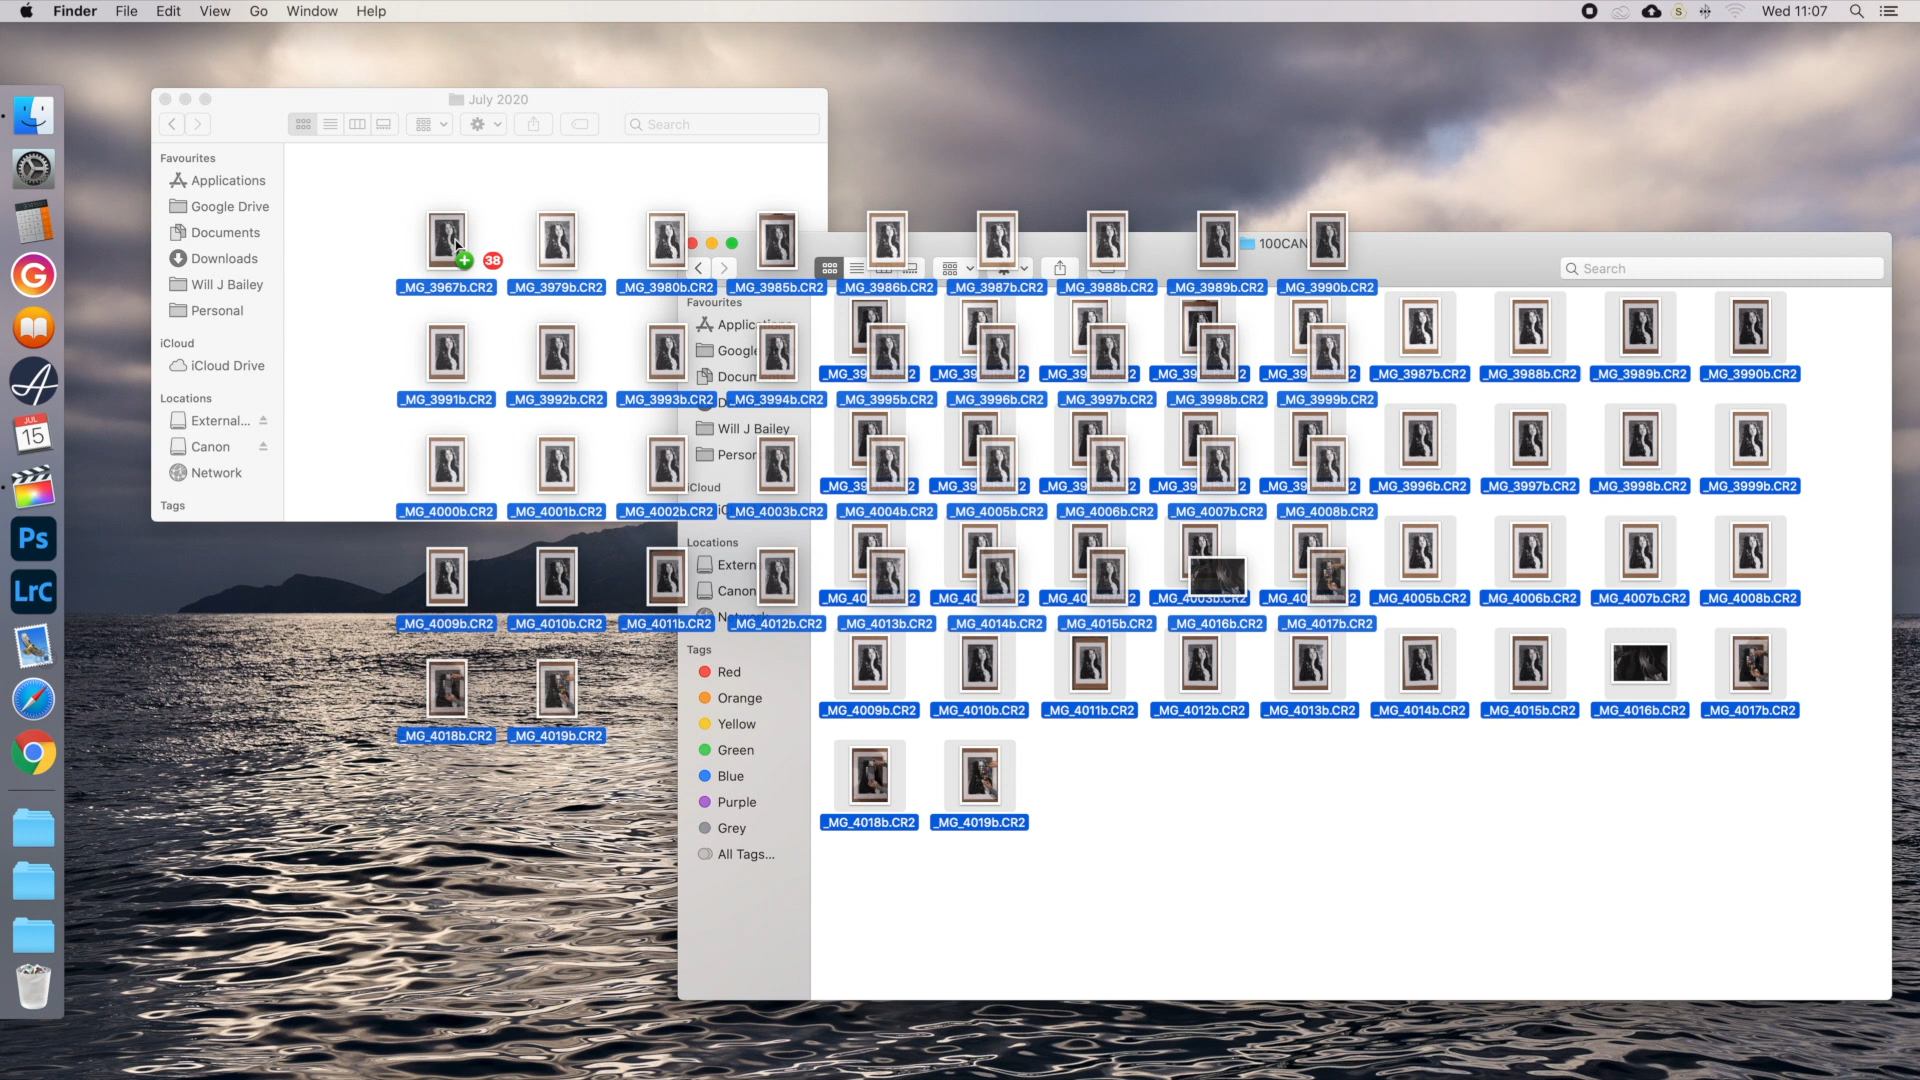 Finder File Edit View Go Window Help
S Wed 11:07
July 2020
Search
Favourites
Applications
Google Drive
Documents
Downloads
Will J Bailey
Personal
iCloud
iCloud Drive
Locations
External...
Canon
Network
Tags
38
_MG_3967b.CR2 _MG_3979b.CR2 _MG_3980b.CR2 _MG_3985b.CR2 _MG_3986b.CR2 _MG_3987b.CR2 _MG_3988b.CR2 _MG_3989b.CR2 _MG_3990b.CR2
_MG_3991b.CR2 _MG_3992b.CR2 _MG_3993b.CR2 _MG_3994b.CR2 _MG_3995b.CR2 _MG_3996b.CR2 _MG_3997b.CR2 _MG_3998b.CR2 _MG_3999b.CR2
_MG_4000b.CR2 _MG_4001b.CR2 _MG_4002b.CR2 _MG_4003b.CR2 _MG_4004b.CR2 _MG_4005b.CR2 _MG_4006b.CR2 _MG_4007b.CR2 _MG_4008b.CR2
_MG_4009b.CR2 _MG_4010b.CR2 _MG_4011b.CR2 _MG_4012b.CR2 _MG_4013b.CR2 _MG_4014b.CR2 _MG_4015b.CR2 _MG_4016b.CR2 _MG_4017b.CR2
_MG_4018b.CR2 _MG_4019b.CR2
100CAN
Search
Favourites
Will J Bailey
iCloud
Locations
Canon
Tags
Red
Orange
Yellow
Green
Blue
Purple
Grey
All Tags...
_MG_3987b.CR2 _MG_3988b.CR2 _MG_3989b.CR2 _MG_3990b.CR2
_MG_3996b.CR2 _MG_3997b.CR2 _MG_3998b.CR2 _MG_3999b.CR2
_MG_4003b.CR2 _MG_4005b.CR2 _MG_4006b.CR2 _MG_4007b.CR2 _MG_4008b.CR2
_MG_4009b.CR2 _MG_4010b.CR2 _MG_4011b.CR2 _MG_4012b.CR2 _MG_4013b.CR2 _MG_4014b.CR2 _MG_4015b.CR2 _MG_4016b.CR2 _MG_4017b.CR2
_MG_4018b.CR2 _MG_4019b.CR2
G
JUL
15
Ps
LrC